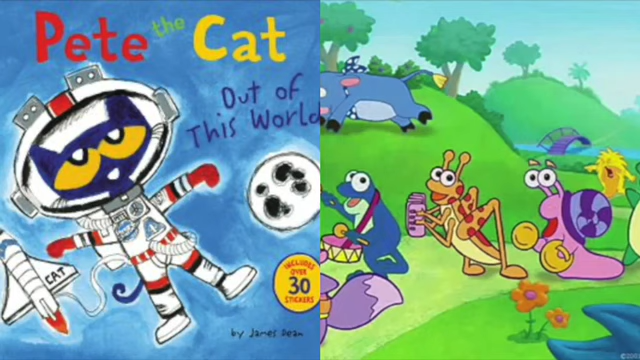 Pete the Cat
Out of
This World
CAT
INCLUDES
OVER
30
STICKERS
by James Dean